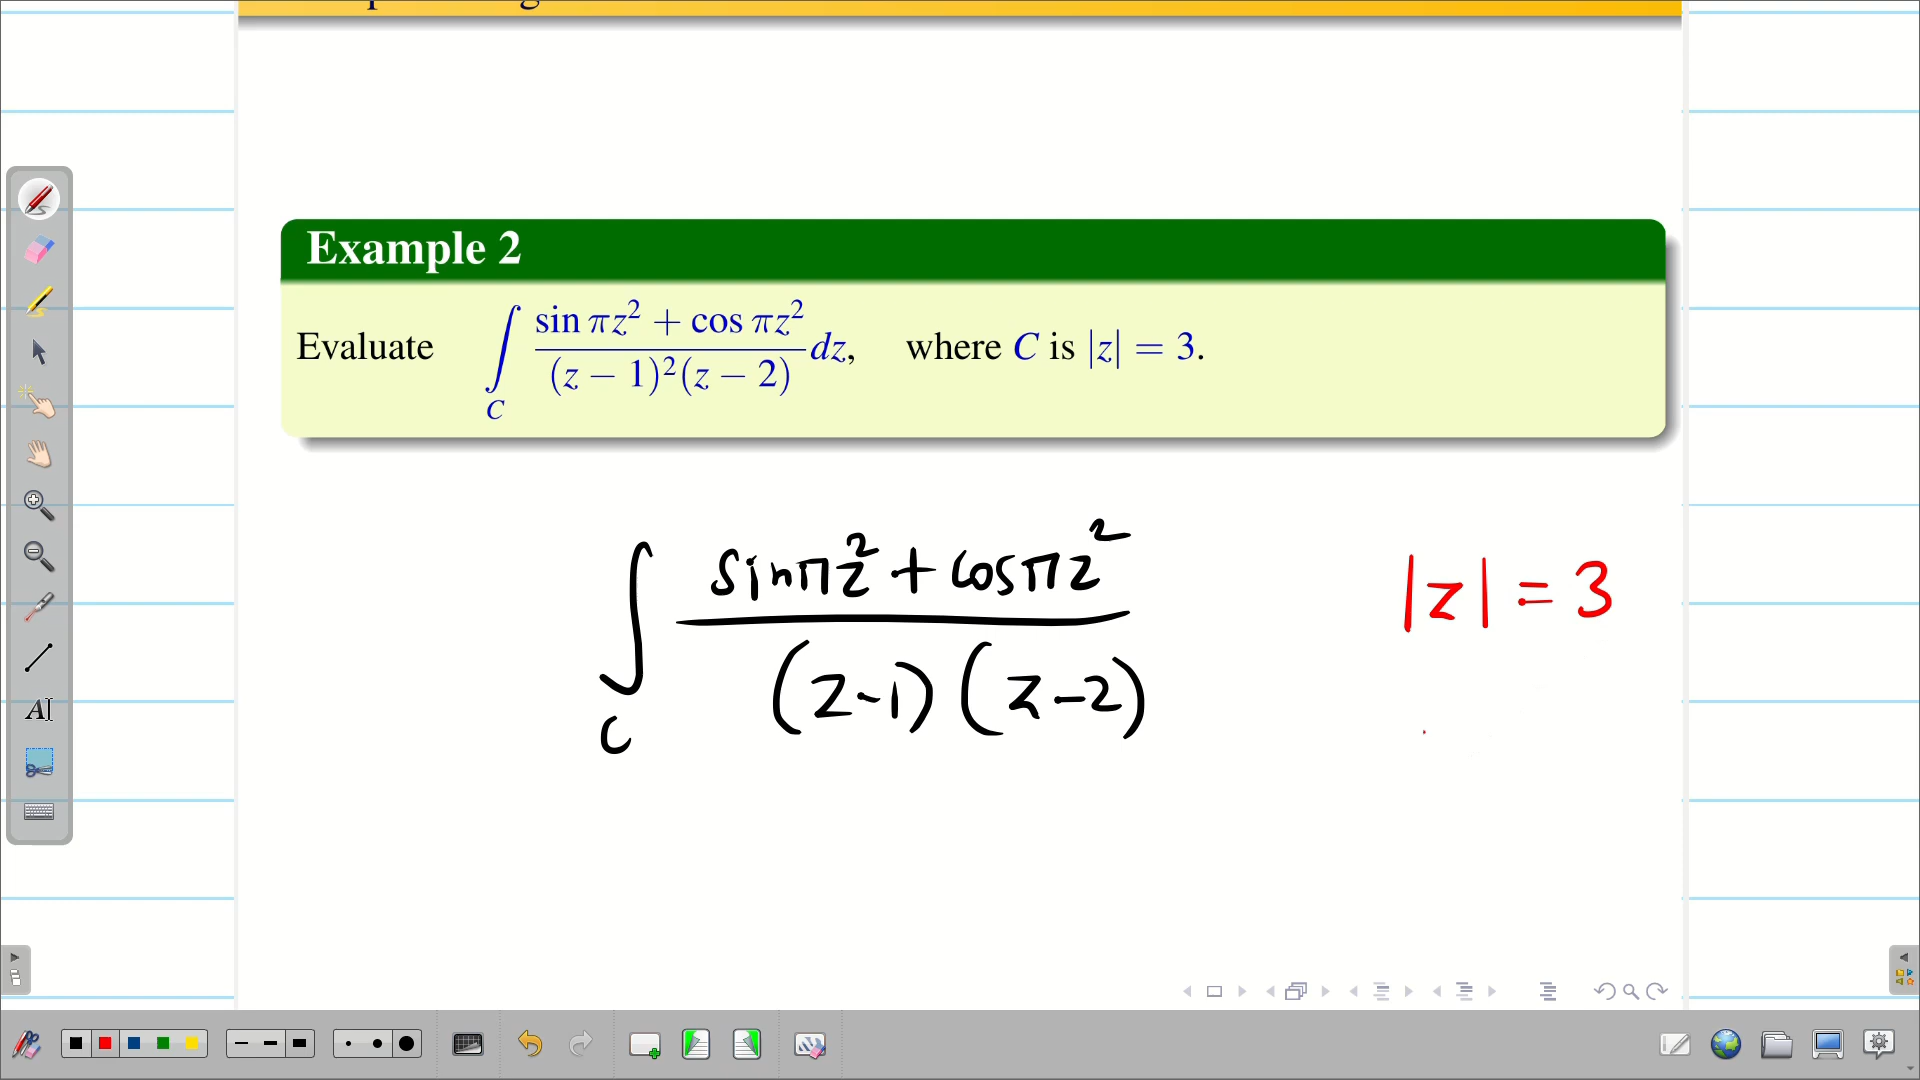 Example 2
Evaluate ∫_C (sin πz² + cos πz²)/((z − 1)²(z − 2)) dz, where C is |z| = 3.
∫_C (sinπz² + cosπz²)/((z-1)(z-2)) |z| = 3